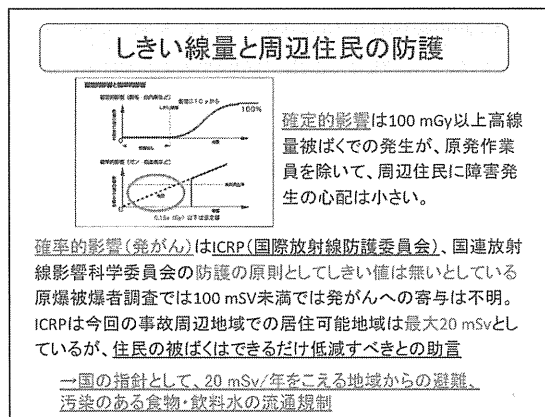 しきい線量と周辺住民の防護
100%
確定的影響は100 mGy以上高線
量被ばくでの発生が、原発作業
員を除いて、周辺住民に障害発
生の心配は小さい。
確率的影響(発がん)はICRP(国際放射線防護委員会)、国連放射
線影響科学委員会の防護の原則としてしきい値は無いとしている
原爆被爆者調査では100 mSV未満では発がんへの寄与は不明。
ICRPは今回の事故周辺地域での居住可能地域は最大20 mSvとし
ているが、住民の被ばくはできるだけ低減すべきとの助言
→国の指針として、20 mSv/年をこえる地域からの避難、
汚染のある食物・飲料水の流通規制